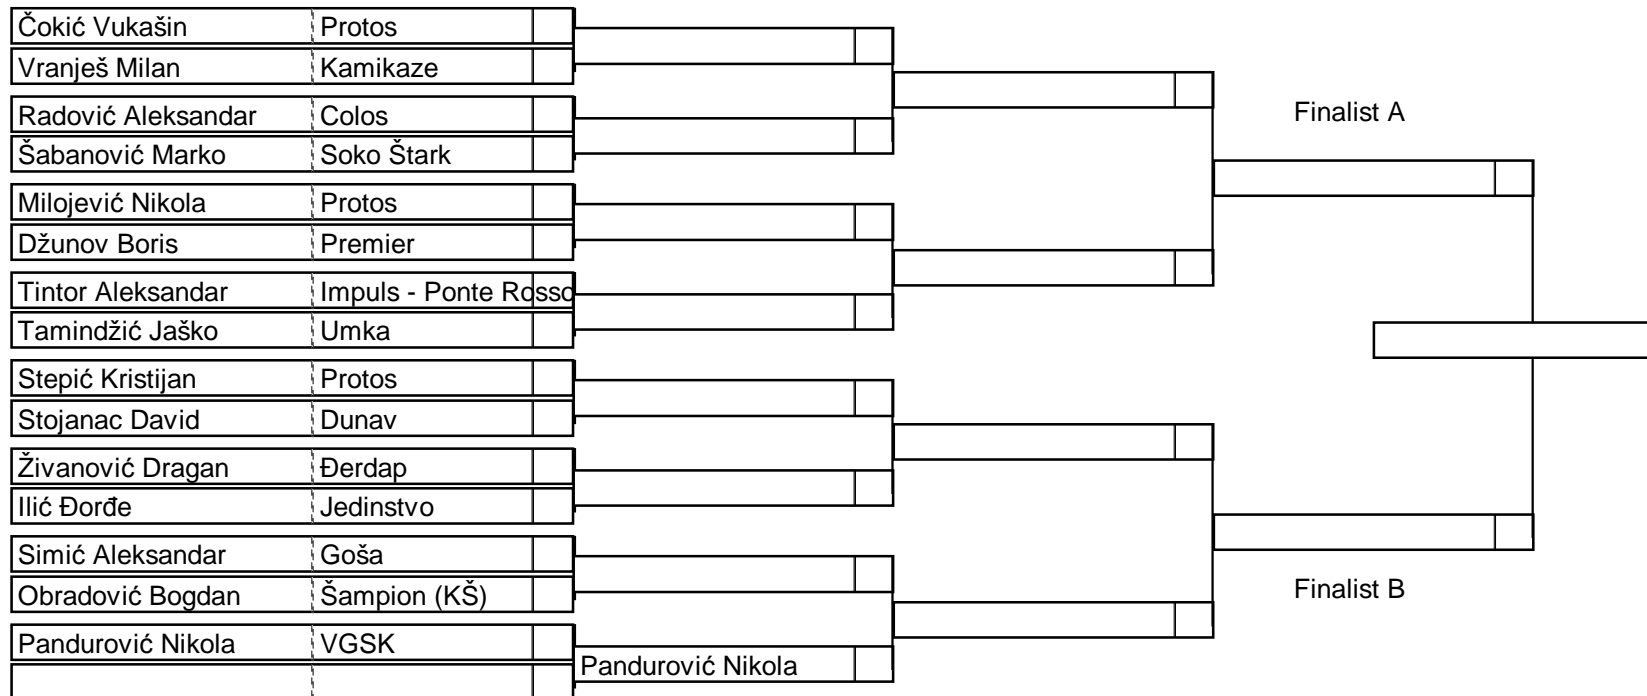 Čokić Vukašin Protos
Vranješ Milan Kamikaze
Radović Aleksandar Colos
Finalist A
Šabanović Marko Soko Štark
Milojević Nikola Protos
Džunov Boris Premier
Tintor Aleksandar Impuls - Ponte Rosso
Tamindžić Jaško Umka
Stepić Kristijan Protos
Stojanac David Dunav
Živanović Dragan Đerdap
Ilić Đorđe Jedinstvo
Simić Aleksandar Goša
Obradović Bogdan Šampion (KŠ)
Finalist B
Pandurović Nikola VGSK
Pandurović Nikola